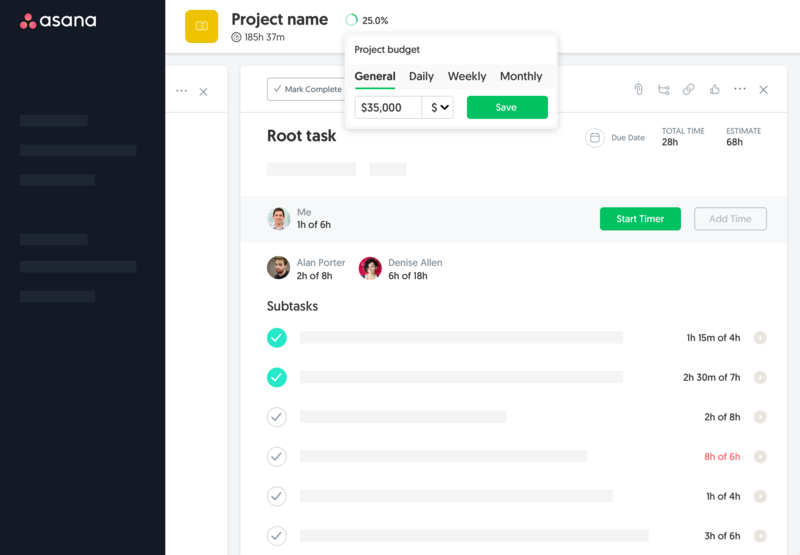 asana
Project name
25.0%
185h 37m
Project budget
General Daily Weekly Monthly
$35,000 $ Save
Mark Complete
Root task
Due Date
TOTAL TIME
28h
ESTIMATE
68h
Me
1h of 6h
Start Timer
Add Time
Alan Porter
2h of 8h
Denise Allen
6h of 18h
Subtasks
1h 15m of 4h
2h 30m of 7h
2h of 8h
8h of 6h
1h of 4h
3h of 6h